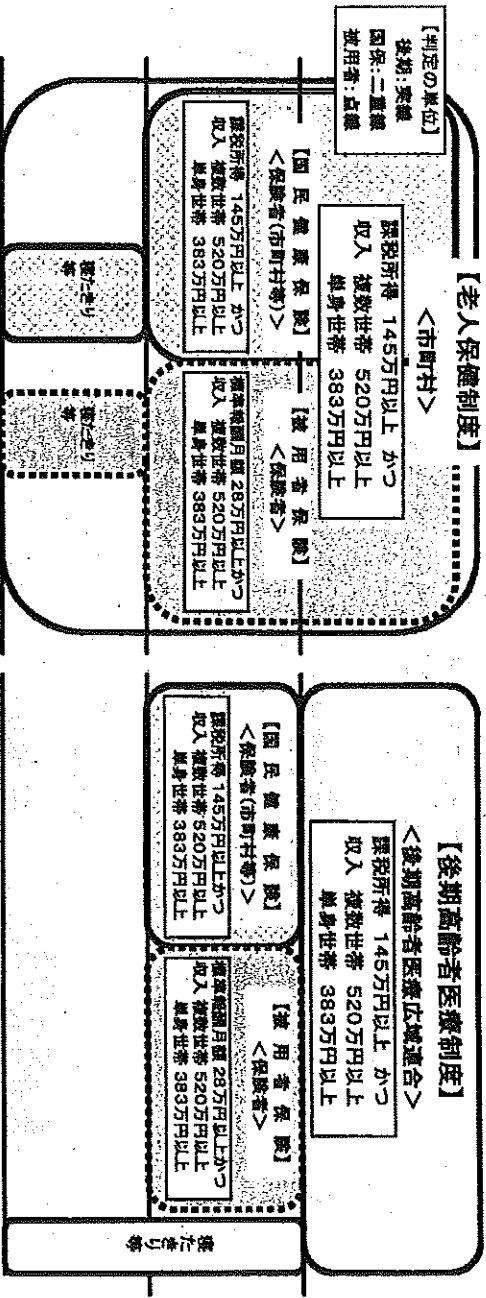 【判定の単位】
後期：実線
国保：二重線
被用者：点線
【老人保健制度】
<市町村>
課税所得 145万円以上 かつ
収入 複数世帯 520万円以上
単身世帯 383万円以上
【国民健康保険】
<保険者(市町村等)>
課税所得 145万円以上 かつ
収入 複数世帯 520万円以上
単身世帯 383万円以上
【被用者保険】
<保険者>
標準報酬月額 28万円以上かつ
収入 複数世帯 520万円以上
単身世帯 383万円以上
寝たきり
等
寝たきり
等
【後期高齢者医療制度】
<後期高齢者医療広域連合>
課税所得 145万円以上 かつ
収入 複数世帯 520万円以上
単身世帯 383万円以上
【国民健康保険】
<保険者(市町村等)>
課税所得 145万円以上かつ
収入 複数世帯 520万円以上
単身世帯 383万円以上
【被用者保険】
<保険者>
標準報酬月額 28万円以上かつ
収入 複数世帯 520万円以上
単身世帯 383万円以上
寝たきり等